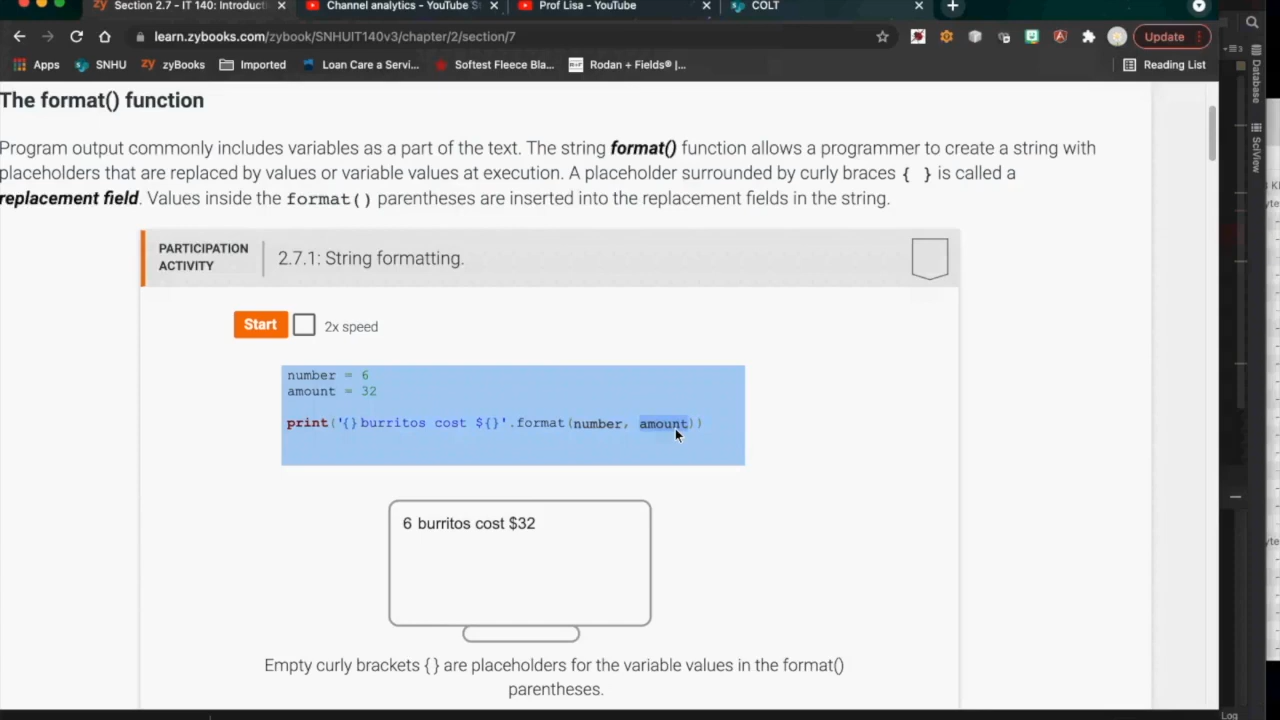 Section 2.7 - IT 140: Introducti
Channel analytics - YouTube S
Prof Lisa - YouTube
COLT
learn.zybooks.com/zybook/SNHUIT140v3/chapter/2/section/7
Update
Apps
SNHU
zyBooks
Imported
Loan Care a Servi...
Softest Fleece Bla...
Rodan + Fields® |...
Reading List
Database
SciView
The format() function
Program output commonly includes variables as a part of the text. The string format() function allows a programmer to create a string with
placeholders that are replaced by values or variable values at execution. A placeholder surrounded by curly braces { } is called a
replacement field. Values inside the format() parentheses are inserted into the replacement fields in the string.
PARTICIPATION
ACTIVITY
2.7.1: String formatting.
Start
2x speed
number = 6
amount = 32
print('{} burritos cost ${}'.format(number, amount))
6 burritos cost $32
Empty curly brackets {} are placeholders for the variable values in the format()
parentheses.
Log